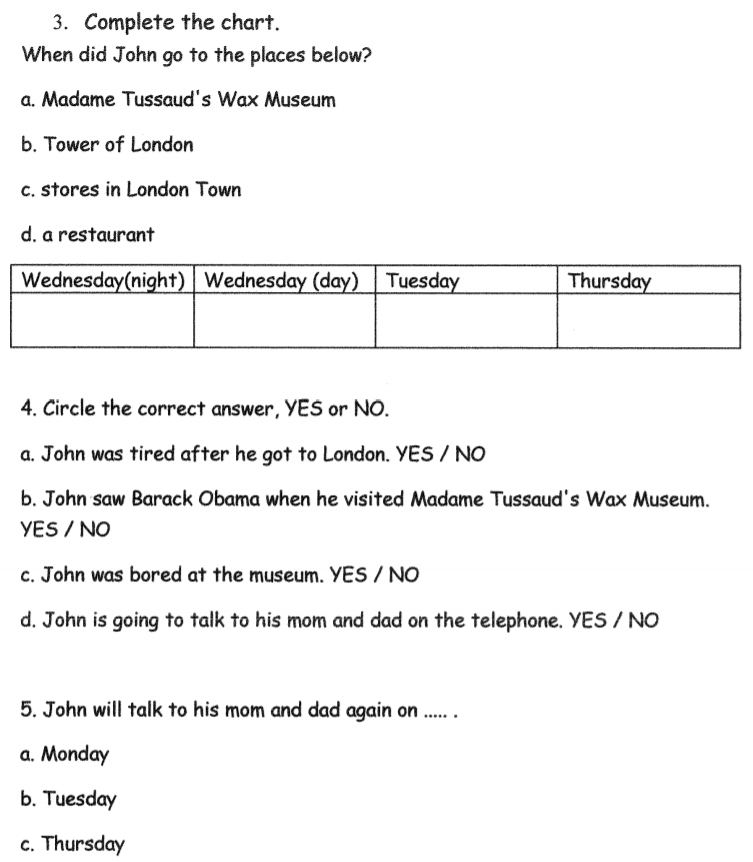 3. Complete the chart.
When did John go to the places below?
a. Madame Tussaud's Wax Museum
b. Tower of London
c. stores in London Town
d. a restaurant
Wednesday(night) Wednesday (day) Tuesday Thursday
4. Circle the correct answer, YES or NO.
a. John was tired after he got to London. YES / NO
b. John saw Barack Obama when he visited Madame Tussaud's Wax Museum.
YES / NO
c. John was bored at the museum. YES / NO
d. John is going to talk to his mom and dad on the telephone. YES / NO
5. John will talk to his mom and dad again on ..... .
a. Monday
b. Tuesday
c. Thursday